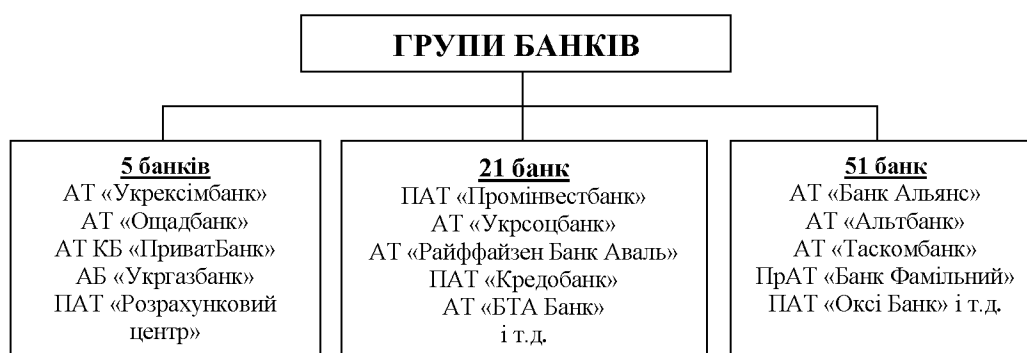 ГРУПИ БАНКІВ
5 банків
АТ «Укрексімбанк»
АТ «Ощадбанк»
АТ КБ «ПриватБанк»
АБ «Укргазбанк»
ПАТ «Розрахунковий
центр»
21 банк
ПАТ «Промінвестбанк»
АТ «Укрсоцбанк»
АТ «Райффайзен Банк Аваль»
ПАТ «Кредобанк»
АТ «БТА Банк»
і т.д.
51 банк
АТ «Банк Альянс»
АТ «Альтбанк»
АТ «Таскомбанк»
ПрАТ «Банк Фамільний»
ПАТ «Оксі Банк» і т.д.